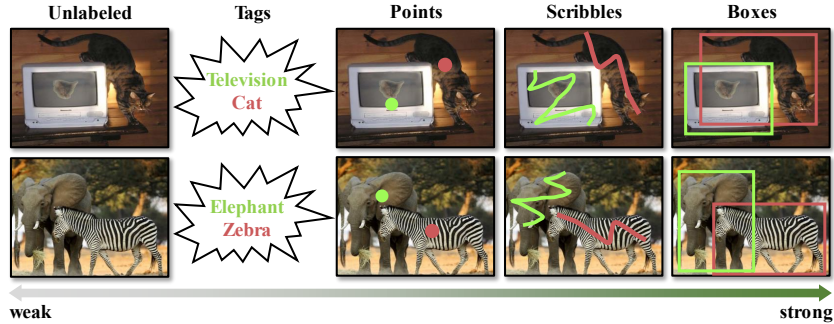 Unlabeled Tags Points Scribbles Boxes
Television
Cat
Elephant
Zebra
weak strong